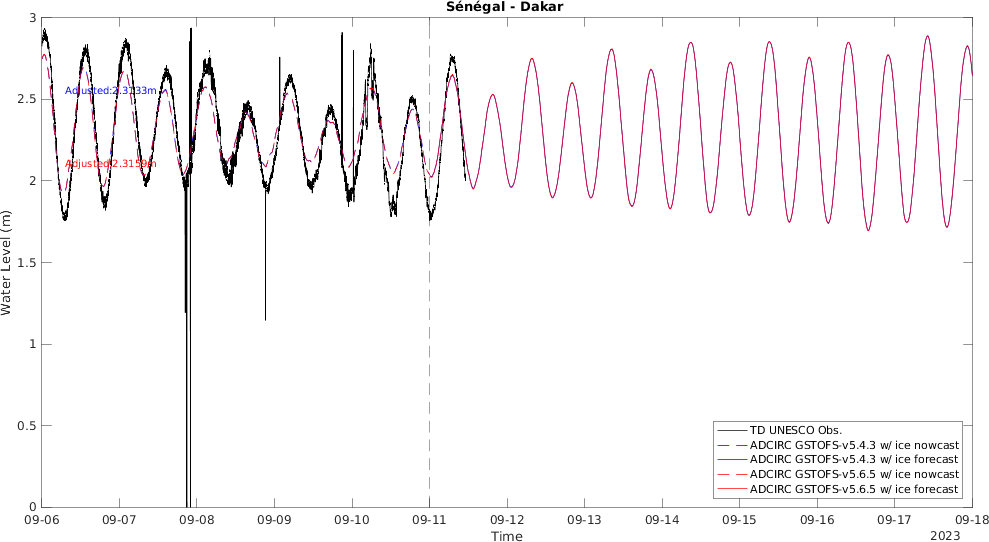 Sénégal - Dakar
3
2.5
2
1.5
1
0.5
0
Water Level (m)
Adjusted:2.3133m
Adjusted:2.3159m
TD UNESCO Obs.
ADCIRC GSTOFS-v5.4.3 w/ ice nowcast
ADCIRC GSTOFS-v5.4.3 w/ ice forecast
ADCIRC GSTOFS-v5.6.5 w/ ice nowcast
ADCIRC GSTOFS-v5.6.5 w/ ice forecast
09-06 09-07 09-08 09-09 09-10 09-11 09-12 09-13 09-14 09-15 09-16 09-17 09-18
Time
2023